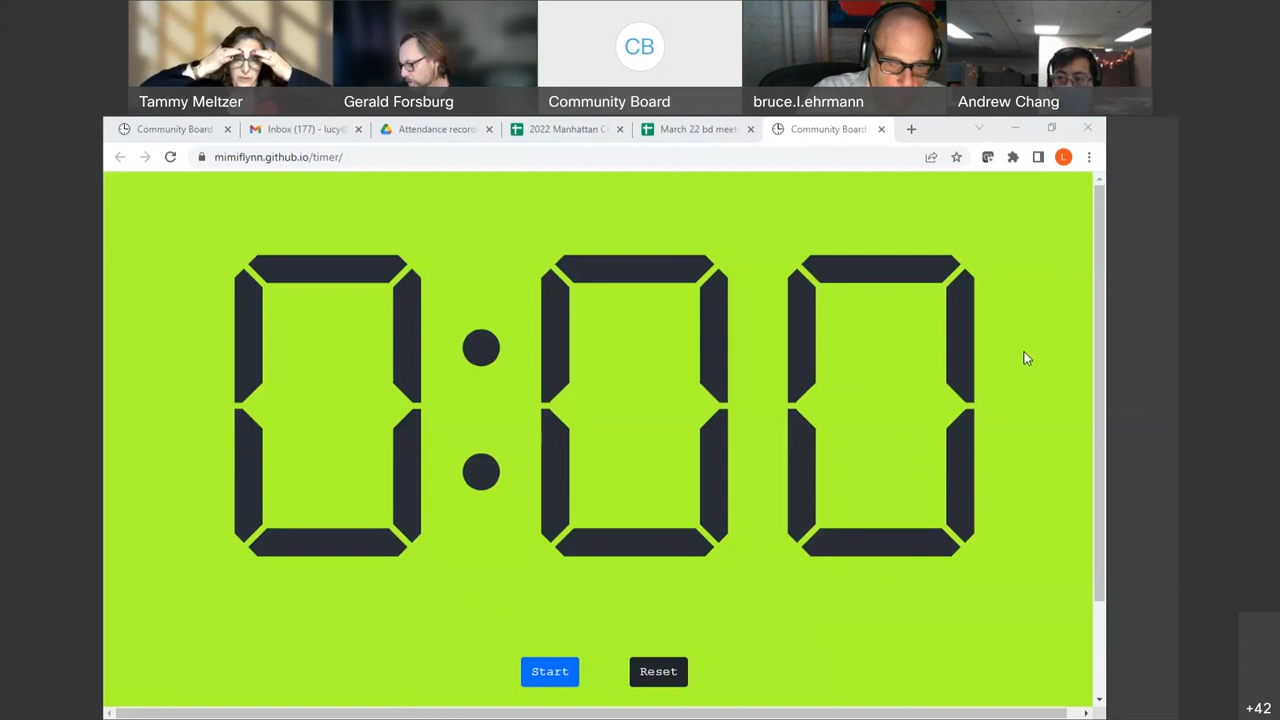 CB
Tammy Meltzer
Gerald Forsburg
Community Board
bruce.l.ehrmann
Andrew Chang
Community Board
Inbox (177) - lucy@
Attendance record
2022 Manhattan C
March 22 bd meet
Community Board
mimiflynn.github.io/timer/
L
0:00
Start
Reset
+42